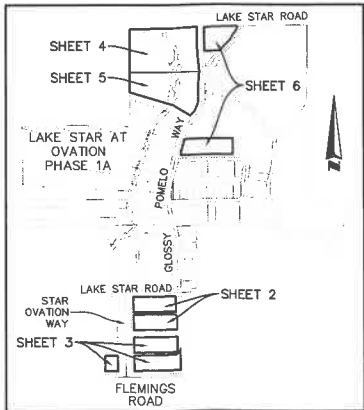 LAKE STAR ROAD
SHEET 4
SHEET 5
SHEET 6
LAKE STAR AT
OVATION
PHASE 1A
GLOSSY POMELO WAY
N
LAKE STAR ROAD
SHEET 2
STAR
OVATION
WAY
SHEET 3
FLEMINGS
ROAD